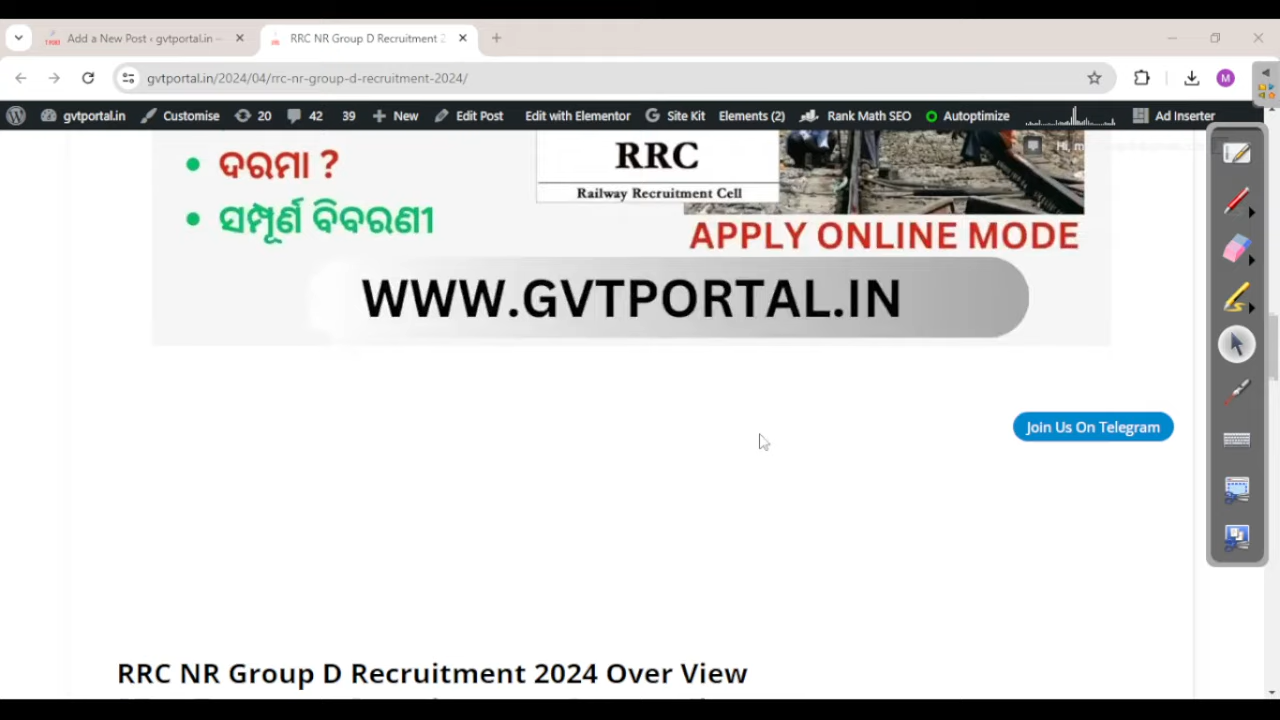 Add a New Post ‹ gvtportal.in –
RRC NR Group D Recruitment 2
gvtportal.in/2024/04/rrc-nr-group-d-recruitment-2024/
M
gvtportal.in Customise 20 42 39 New Edit Post Edit with Elementor Site Kit Elements (2) Rank Math SEO Autoptimize Ad Inserter
Hi, m
• ଦରମା ?
• ସମ୍ପୂର୍ଣ ବିବରଣୀ
RRC
Railway Recruitment Cell
APPLY ONLINE MODE
WWW.GVTPORTAL.IN
Join Us On Telegram
RRC NR Group D Recruitment 2024 Over View